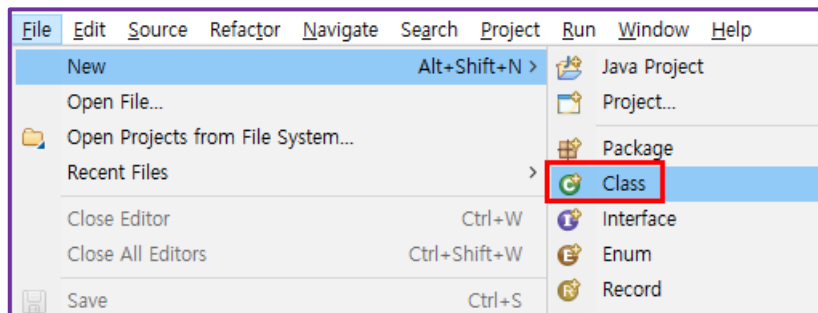 File Edit Source Refactor Navigate Search Project Run Window Help
New Alt+Shift+N > Java Project
Open File... Project...
Open Projects from File System... Package
Recent Files > Class
Close Editor Ctrl+W Interface
Close All Editors Ctrl+Shift+W Enum
Save Ctrl+S Record